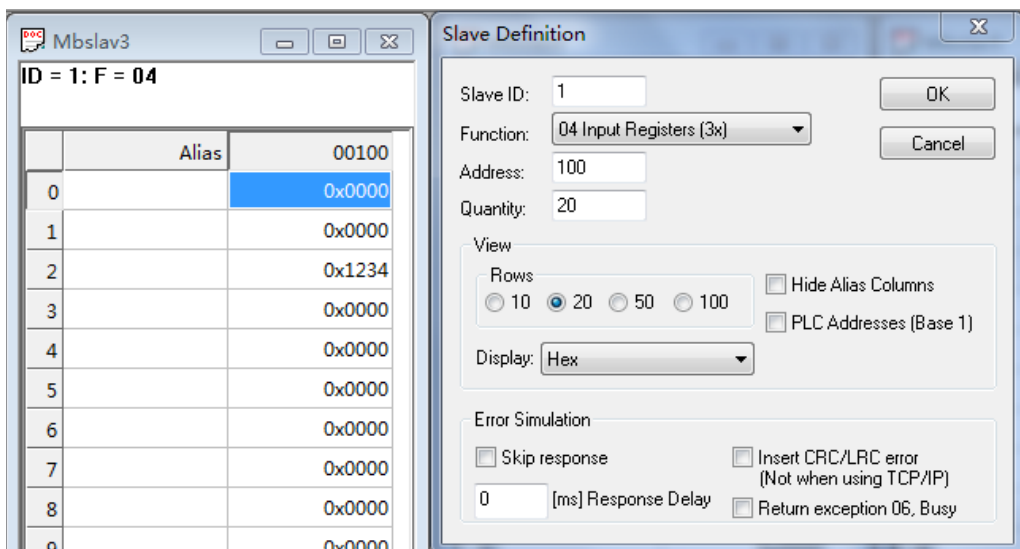 DOC
Mbslav3
ID = 1: F = 04
Alias 00100
0 0x0000
1 0x0000
2 0x1234
3 0x0000
4 0x0000
5 0x0000
6 0x0000
7 0x0000
8 0x0000
9 0x0000
Slave Definition
Slave ID: 1
OK
Function: 04 Input Registers (3x)
Cancel
Address: 100
Quantity: 20
View
Rows
10 20 50 100
Hide Alias Columns
PLC Addresses (Base 1)
Display: Hex
Error Simulation
Skip response
Insert CRC/LRC error
(Not when using TCP/IP)
0 [ms] Response Delay
Return exception 06, Busy